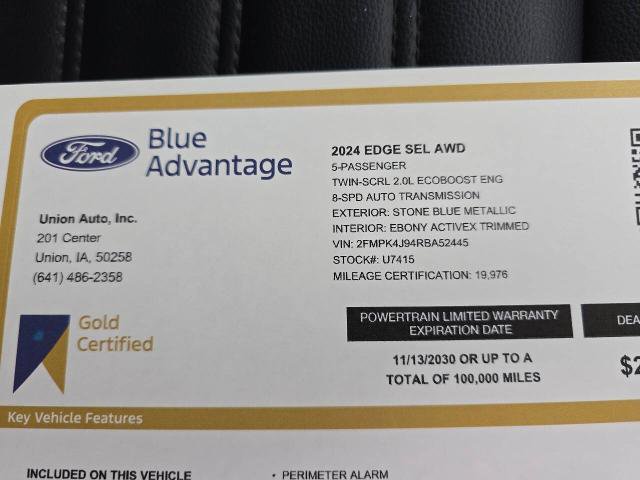 Ford
Blue
Advantage
Union Auto, Inc.
201 Center
Union, IA, 50258
(641) 486-2358
Gold
Certified
2024 EDGE SEL AWD
5-PASSENGER
TWIN-SCRL 2.0L ECOBOOST ENG
8-SPD AUTO TRANSMISSION
EXTERIOR: STONE BLUE METALLIC
INTERIOR: EBONY ACTIVEX TRIMMED
VIN: 2FMPK4J94RBA52445
STOCK#: U7415
MILEAGE CERTIFICATION: 19,976
POWERTRAIN LIMITED WARRANTY
EXPIRATION DATE
11/13/2030 OR UP TO A
TOTAL OF 100,000 MILES
DEA
$2
Key Vehicle Features
INCLUDED ON THIS VEHICLE
• PERIMETER ALARM